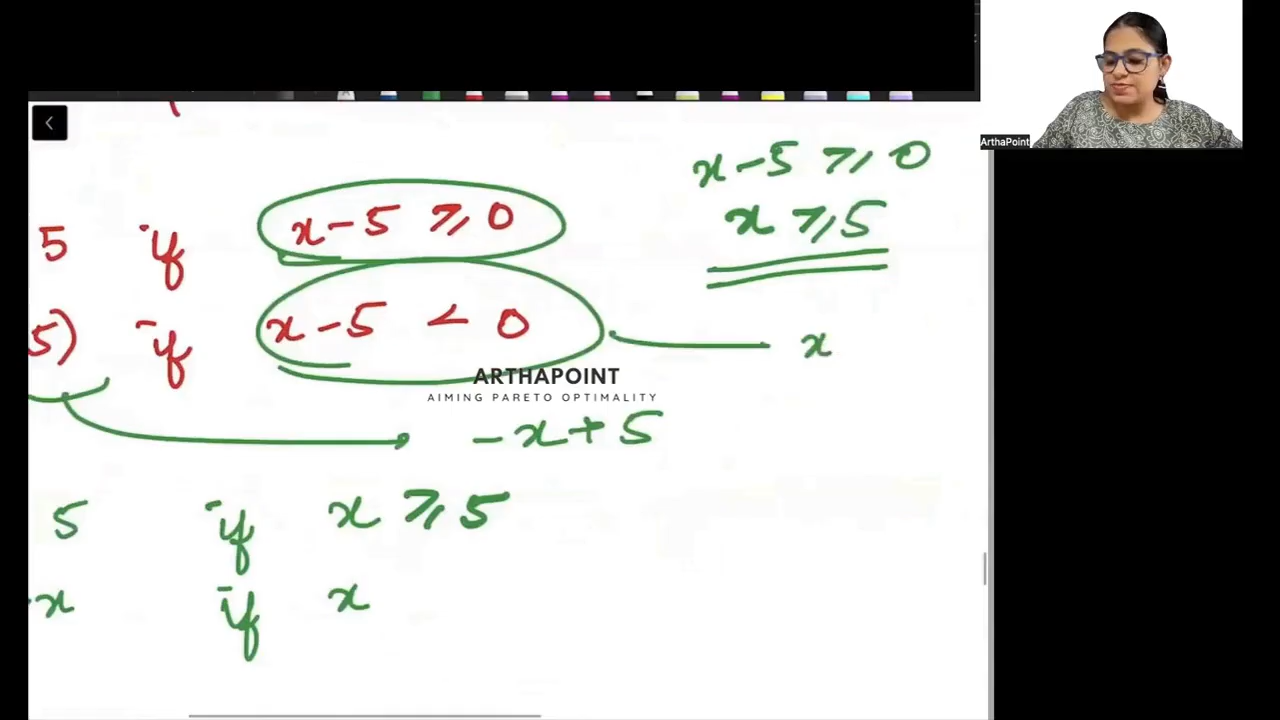 ArthaPoint
x - 5 ⩾ 0
x ⩾ 5
5 if x - 5 ⩾ 0
5) if x - 5 < 0
x
ARTHAPOINT
AIMING PARETO OPTIMALITY
- x + 5
5 if x ⩾ 5
x if x